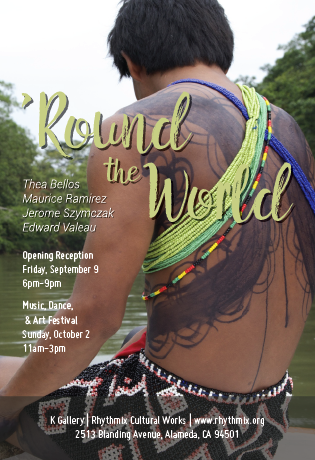 'Round
the
World
Thea Bellos
Maurice Ramirez
Jerome Szymczak
Edward Valeau
Opening Reception
Friday, September 9
6pm–9pm
Music, Dance,
& Art Festival
Sunday, October 2
11am–3pm
K Gallery | Rhythmix Cultural Works | www.rhythmix.org
2513 Blanding Avenue, Alameda, CA 94501